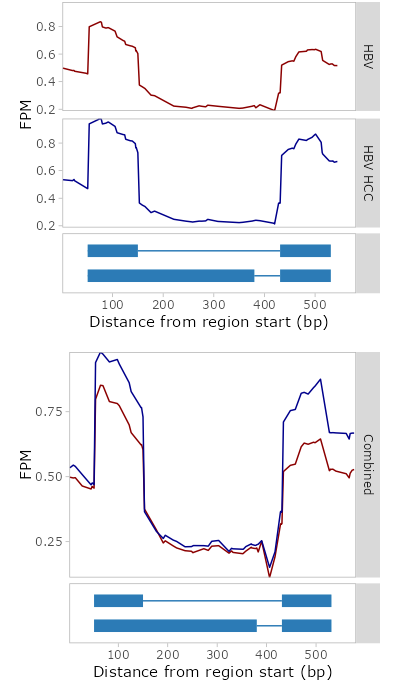 0.8
0.6
0.4
0.2
HBV
FPM
0.8
0.6
0.4
0.2
HBV HCC
100 200 300 400 500
Distance from region start (bp)
0.75
0.50
0.25
FPM
Combined
100 200 300 400 500
Distance from region start (bp)